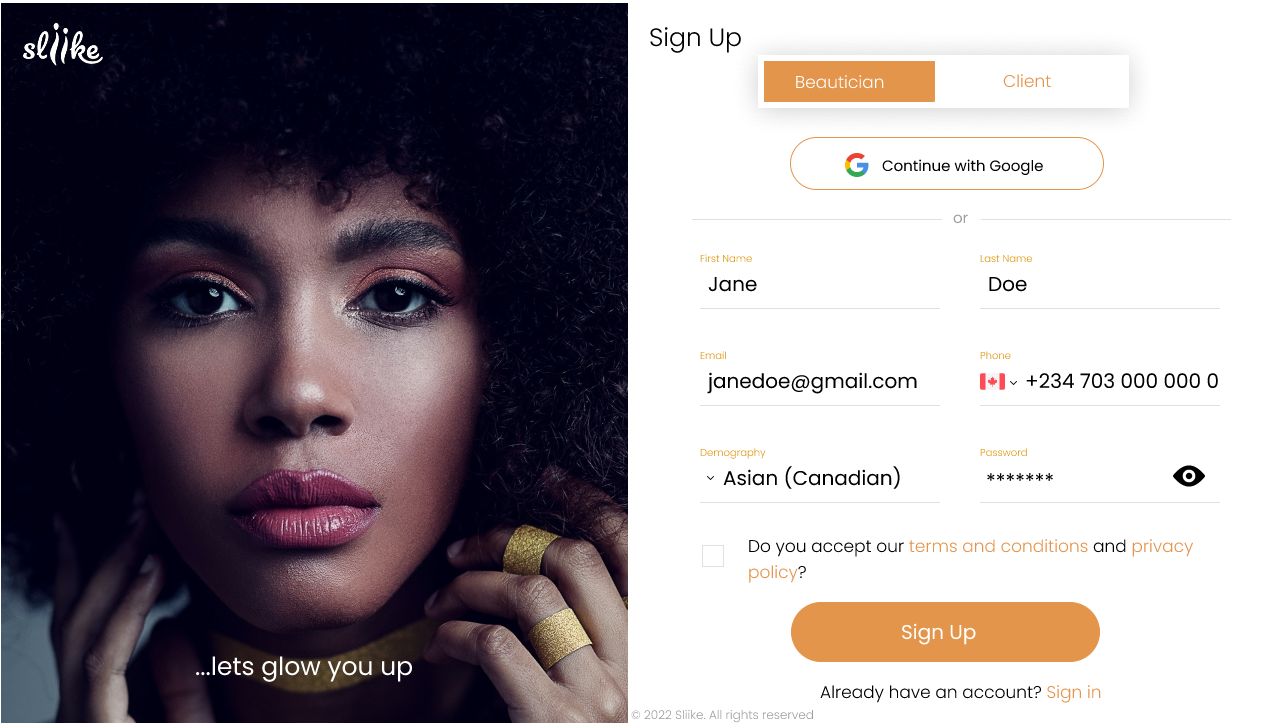 sliike
...lets glow you up
Sign Up
Beautician
Client
Continue with Google
or
First Name
Last Name
Jane
Doe
Email
Phone
janedoe@gmail.com
+234 703 000 000 0
Demography
Password
Asian (Canadian)
*******
Do you accept our terms and conditions and privacy
policy?
Sign Up
Already have an account? Sign in
© 2022 Sliike. All rights reserved